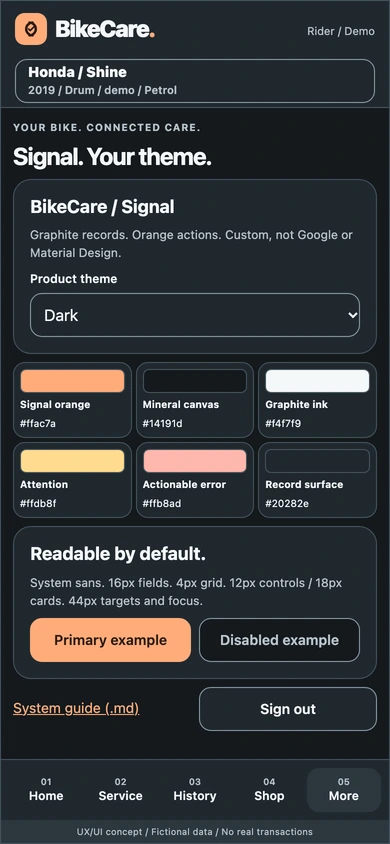 BikeCare.
Rider / Demo
Honda / Shine
2019 / Drum / demo / Petrol
YOUR BIKE. CONNECTED CARE.
Signal. Your theme.
BikeCare / Signal
Graphite records. Orange actions. Custom, not Google or
Material Design.
Product theme
Dark
Signal orange
#ffac7a
Mineral canvas
#14191d
Graphite ink
#f4f7f9
Attention
#ffdb8f
Actionable error
#ffb8ad
Record surface
#20282e
Readable by default.
System sans. 16px fields. 4px grid. 12px controls / 18px
cards. 44px targets and focus.
Primary example
Disabled example
System guide (.md)
Sign out
01
Home
02
Service
03
History
04
Shop
05
More
UX/UI concept / Fictional data / No real transactions